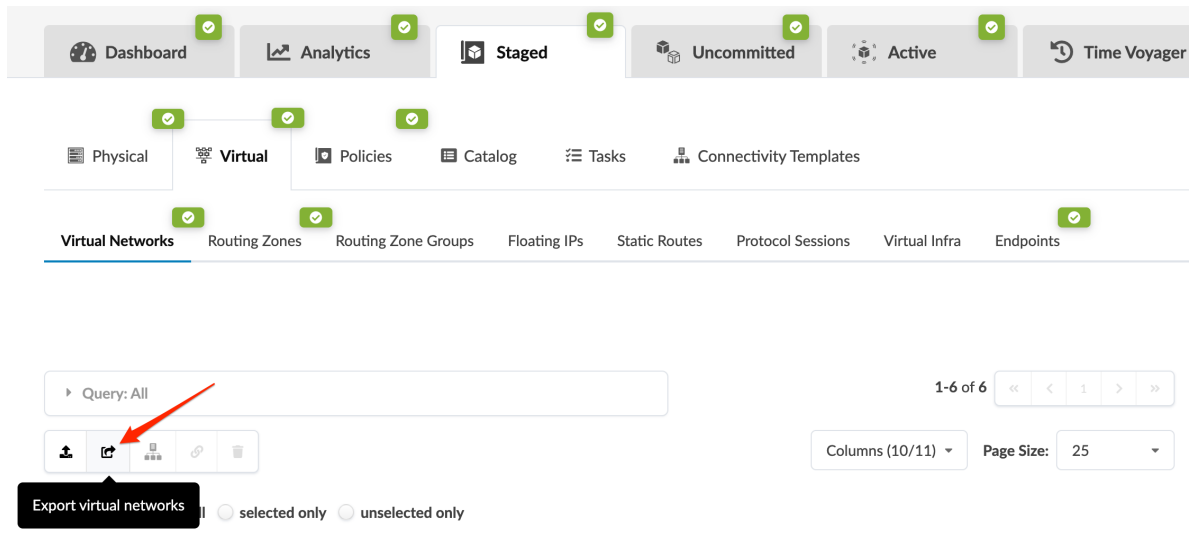 Dashboard Analytics Staged Uncommitted Active Time Voyager
Physical Virtual Policies Catalog Tasks Connectivity Templates
Virtual Networks Routing Zones Routing Zone Groups Floating IPs Static Routes Protocol Sessions Virtual Infra Endpoints
Query: All 1-6 of 6 « < 1 > »
Columns (10/11) Page Size: 25
Export virtual networks selected only unselected only